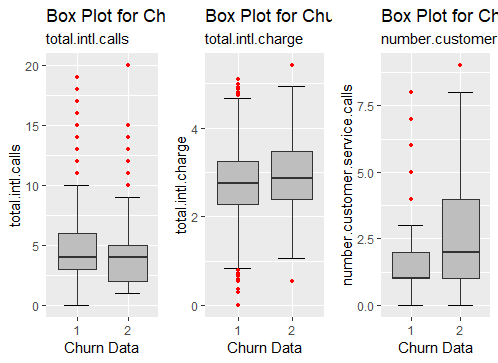 Box Plot for Ch
total.intl.calls
total.intl.calls
20
15
10
5
0
1 2
Churn Data
Box Plot for Chu
total.intl.charge
total.intl.charge
4
2
0
1 2
Churn Data
Box Plot for Ch
number.customer
number.customer.service.calls
7.5
5.0
2.5
0.0
1 2
Churn Data